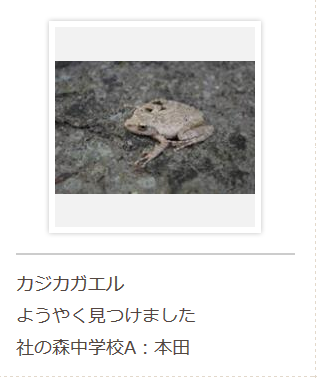 カジカガエル
ようやく見つけました
社の森中学校A：本田